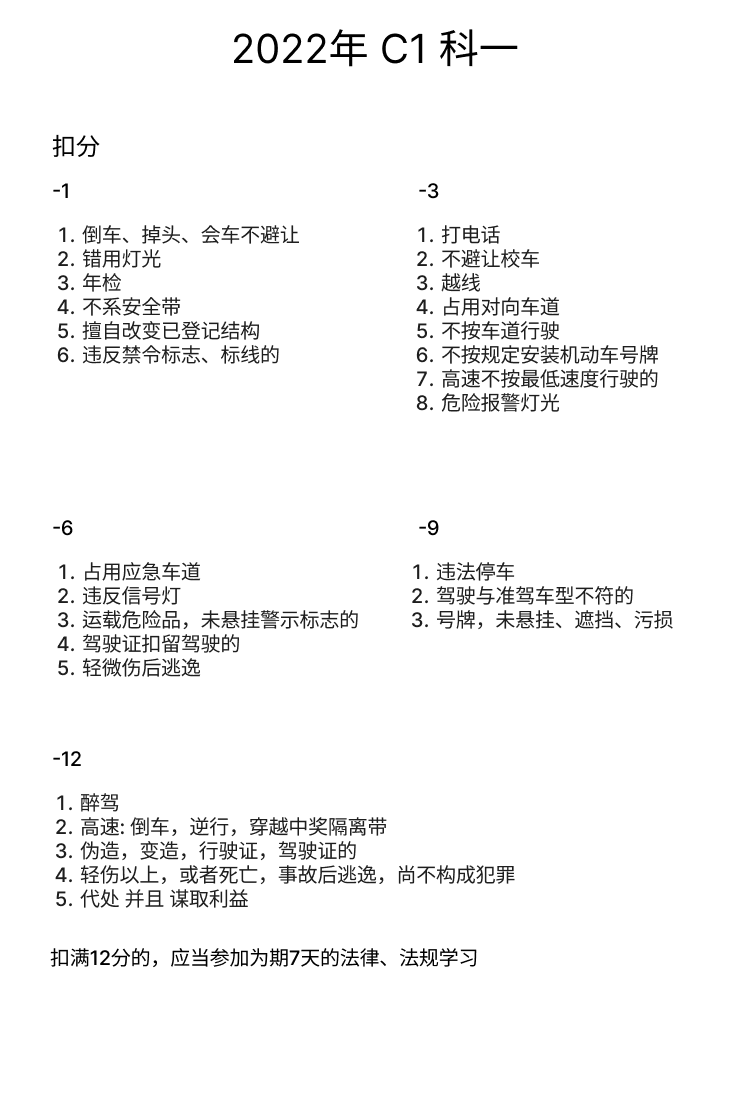 2022年 C1 科一
扣分
-1
1. 倒车、掉头、会车不避让
2. 错用灯光
3. 年检
4. 不系安全带
5. 擅自改变已登记结构
6. 违反禁令标志、标线的
-3
1. 打电话
2. 不避让校车
3. 越线
4. 占用对向车道
5. 不按车道行驶
6. 不按规定安装机动车号牌
7. 高速不按最低速度行驶的
8. 危险报警灯光
-6
1. 占用应急车道
2. 违反信号灯
3. 运载危险品，未悬挂警示标志的
4. 驾驶证扣留驾驶的
5. 轻微伤后逃逸
-9
1. 违法停车
2. 驾驶与准驾车型不符的
3. 号牌，未悬挂、遮挡、污损
-12
1. 醉驾
2. 高速: 倒车，逆行，穿越中奖隔离带
3. 伪造，变造，行驶证，驾驶证的
4. 轻伤以上，或者死亡，事故后逃逸，尚不构成犯罪
5. 代处 并且 谋取利益
扣满12分的，应当参加为期7天的法律、法规学习